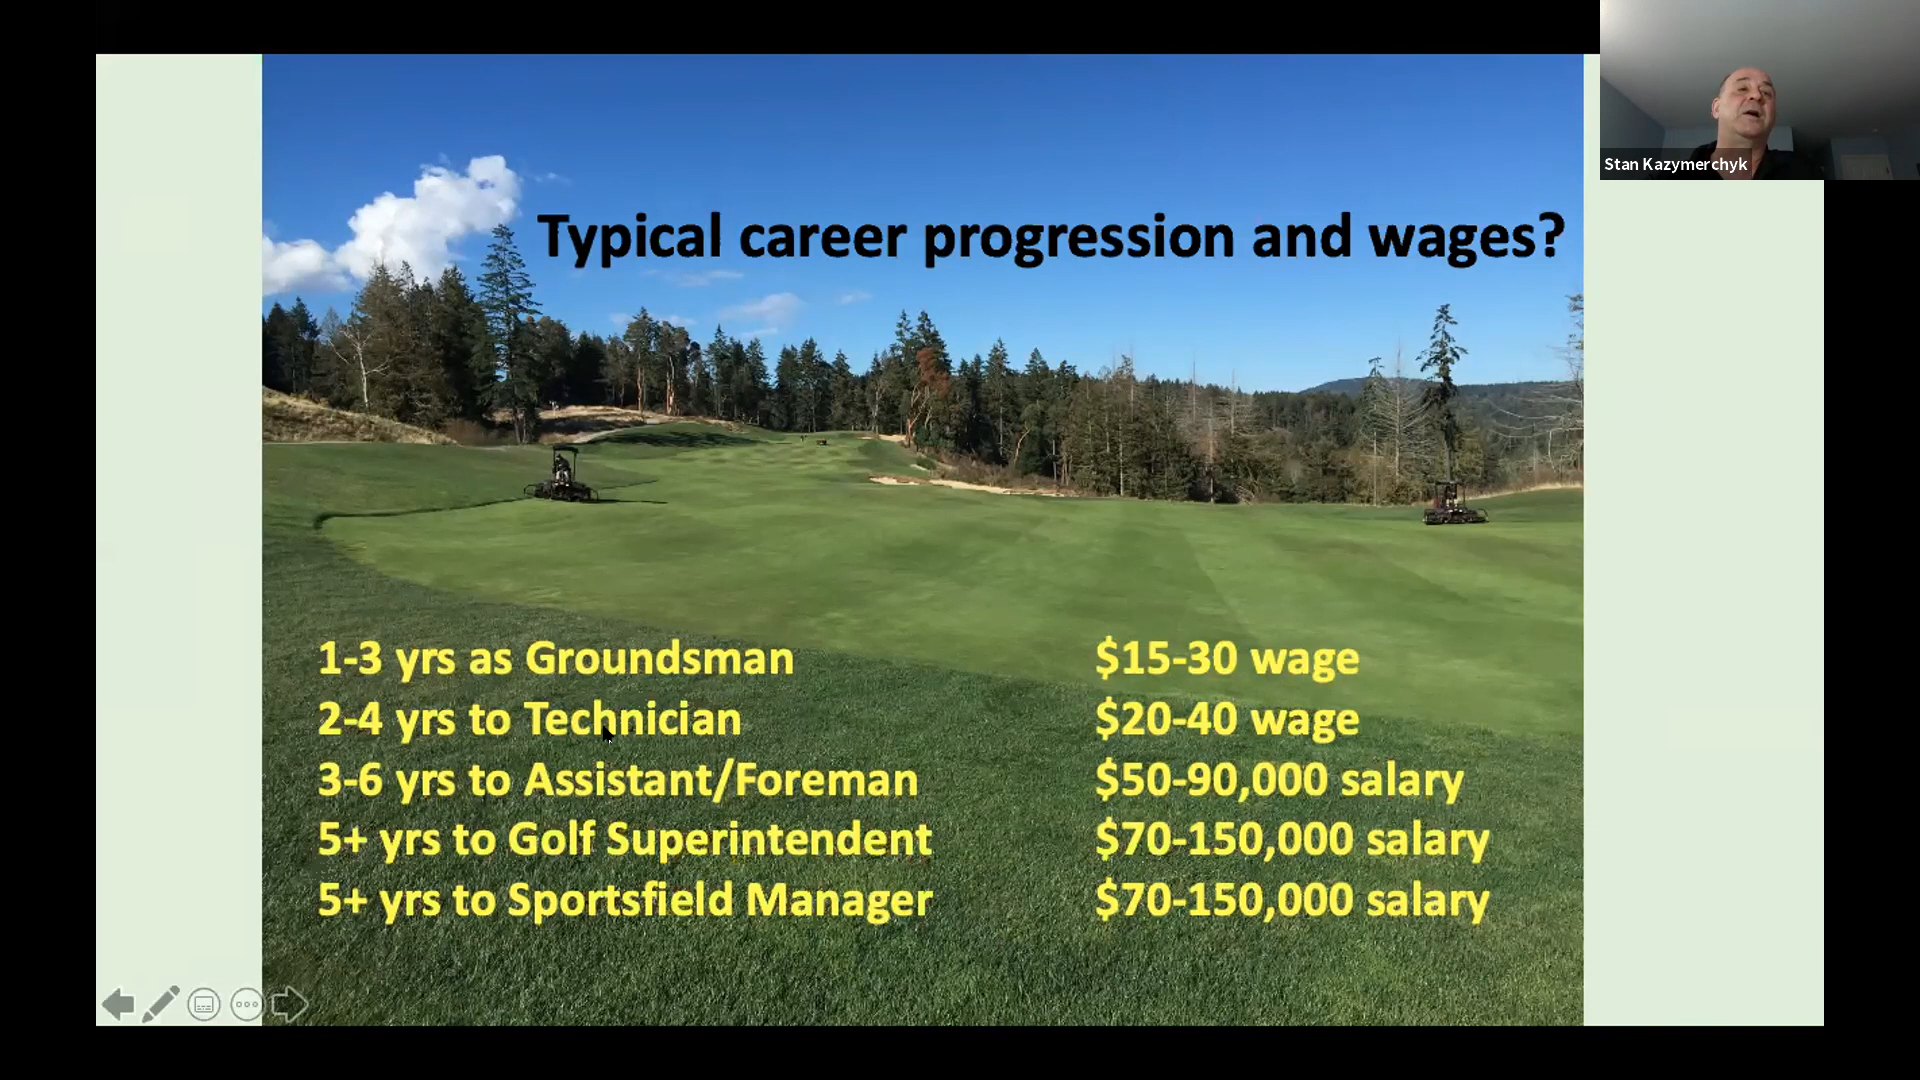 Stan Kazymerchyk
Typical career progression and wages?
1-3 yrs as Groundsman $15-30 wage
2-4 yrs to Technician $20-40 wage
3-6 yrs to Assistant/Foreman $50-90,000 salary
5+ yrs to Golf Superintendent $70-150,000 salary
5+ yrs to Sportsfield Manager $70-150,000 salary